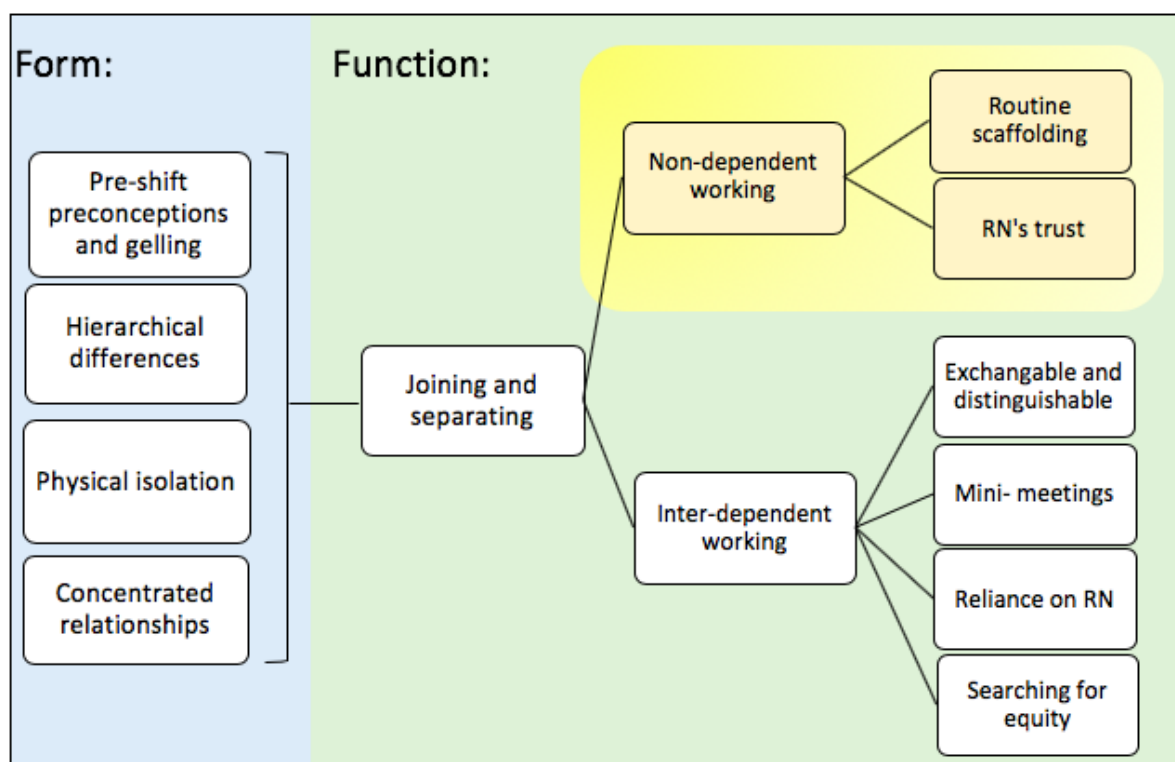 Form:
Pre-shift
preconceptions
and gelling
Hierarchical
differences
Physical isolation
Concentrated
relationships
Function:
Joining and
separating
Non-dependent
working
Routine
scaffolding
RN's trust
Inter-dependent
working
Exchangable and
distinguishable
Mini- meetings
Reliance on RN
Searching for
equity